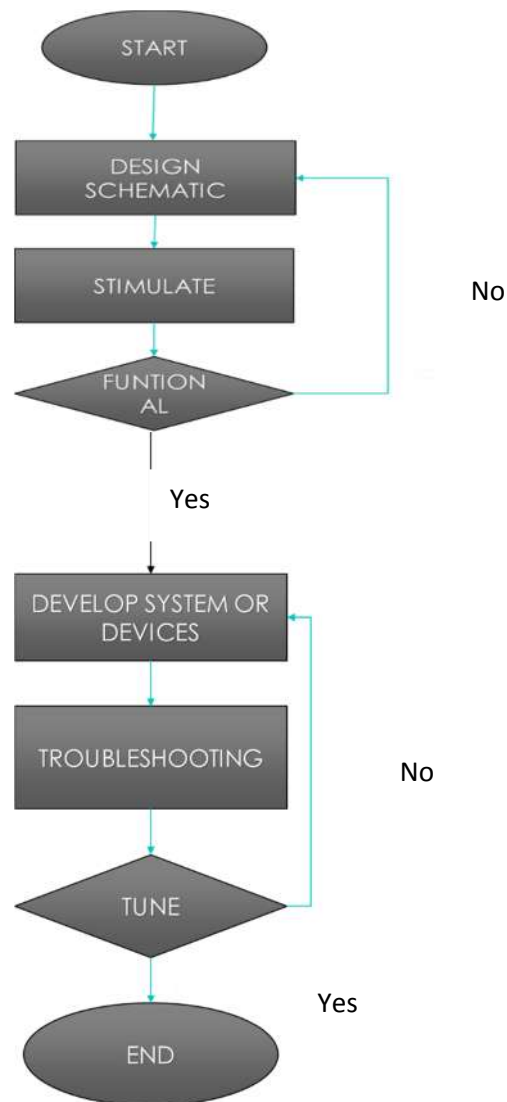 START
DESIGN
SCHEMATIC
STIMULATE
No
FUNTION
AL
Yes
DEVELOP SYSTEM OR
DEVICES
TROUBLESHOOTING
No
TUNE
Yes
END